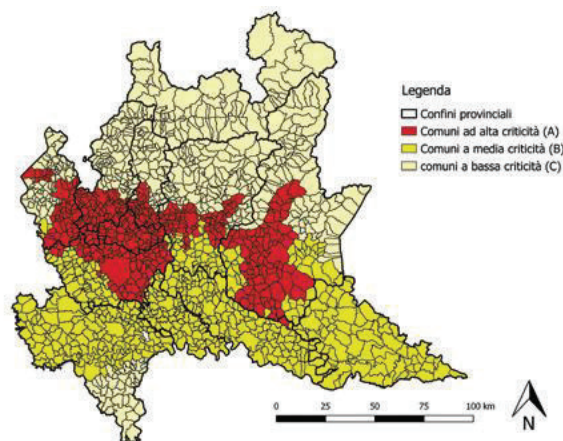 Legenda
Confini provinciali
Comuni ad alta criticità (A)
Comuni a media criticità (B)
comuni a bassa criticità (C)
0 25 50 75 100 km
N